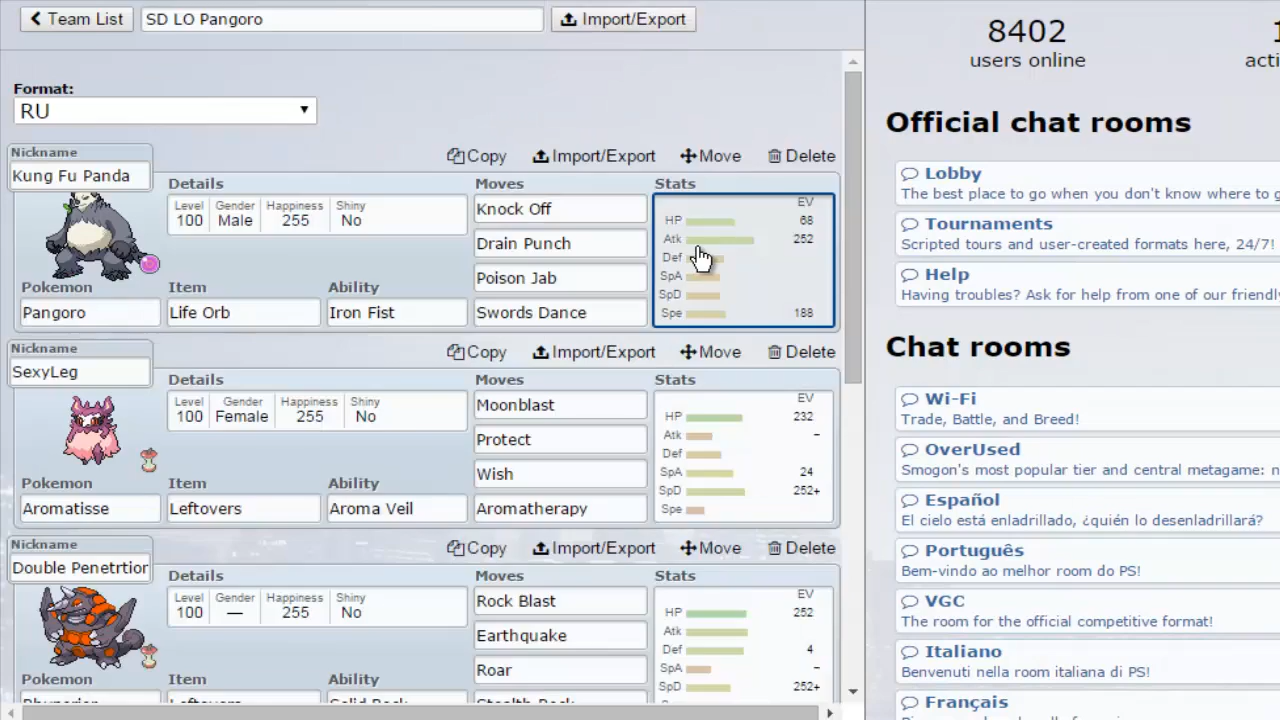 Team List
SD LO Pangoro
Import/Export
Format:
RU
Nickname
Kung Fu Panda
Copy
Import/Export
Move
Delete
Details
Level
100
Gender
Male
Happiness
255
Shiny
No
Pokemon
Pangoro
Item
Life Orb
Ability
Iron Fist
Moves
Knock Off
Drain Punch
Poison Jab
Swords Dance
Stats
EV
HP 68
Atk 252
Def
SpA
SpD
Spe 188
Nickname
SexyLeg
Copy
Import/Export
Move
Delete
Details
Level
100
Gender
Female
Happiness
255
Shiny
No
Pokemon
Aromatisse
Item
Leftovers
Ability
Aroma Veil
Moves
Moonblast
Protect
Wish
Aromatherapy
Stats
EV
HP 232
Atk –
Def
SpA 24
SpD 252+
Spe
Nickname
Double Penetrtior
Copy
Import/Export
Move
Delete
Details
Level
100
Gender
—
Happiness
255
Shiny
No
Pokemon
Item
Ability
Moves
Rock Blast
Earthquake
Roar
Stats
EV
HP 252
Atk
Def 4
SpA –
SpD 252+
8402
users online
1
acti
Official chat rooms
Lobby
The best place to go when you don't know where to g
Tournaments
Scripted tours and user-created formats here, 24/7!
Help
Having troubles? Ask for help from one of our friendly
Chat rooms
Wi-Fi
Trade, Battle, and Breed!
OverUsed
Smogon's most popular tier and central metagame: n
Español
El cielo está enladrillado, ¿quién lo desenladrillará?
Português
Bem-vindo ao melhor room do PS!
VGC
The room for the official competitive format!
Italiano
Benvenuti nella room italiana di PS!
Français